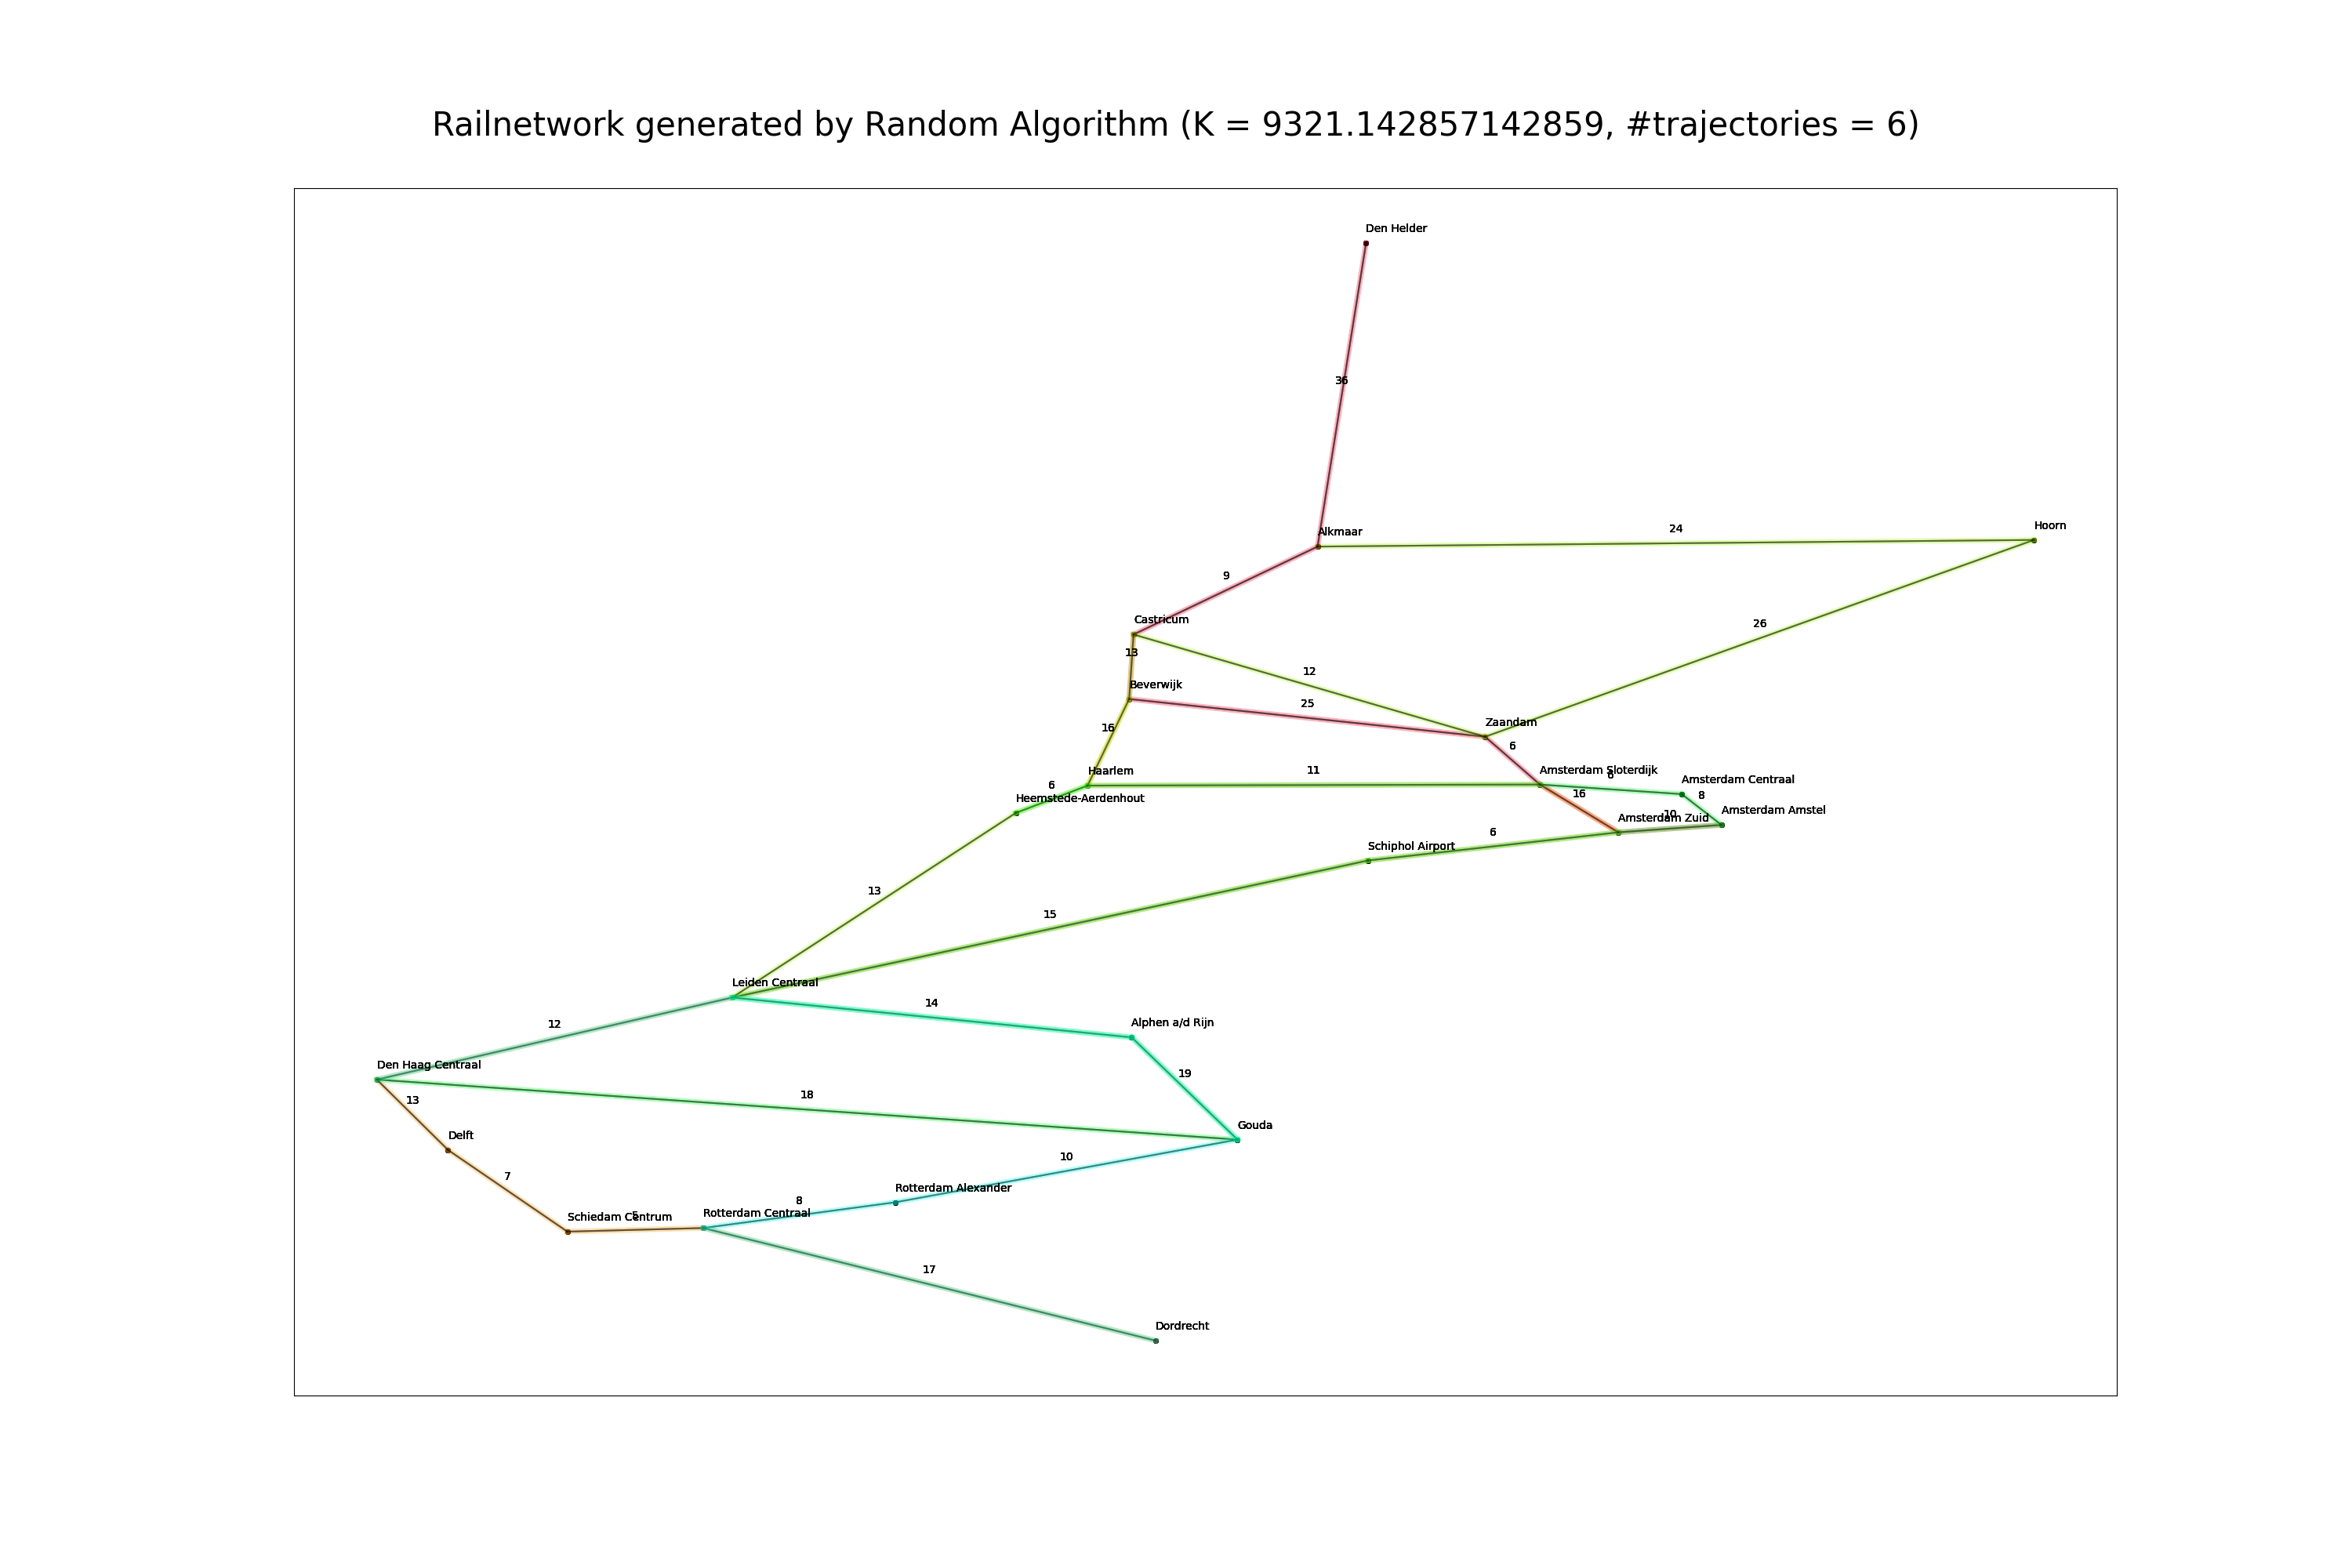 Railnetwork generated by Random Algorithm (K = 9321.142857142859, #trajectories = 6)
Den Helder
36
Alkmaar
24
Hoorn
9
Castricum
26
13
12
Beverwijk
25
16
Zaandam
6
Haarlem
11
Amsterdam Sloterdijk
6
Amsterdam Centraal
6
Heemstede-Aerdenhout
16
8
Amsterdam Amstel
10
Amsterdam Zuid
6
Schiphol Airport
13
15
Leiden Centraal
14
12
Alphen a/d Rijn
Den Haag Centraal
19
18
13
Gouda
Delft
10
7
Rotterdam Alexander
8
Schiedam Centrum
5
Rotterdam Centraal
17
Dordrecht